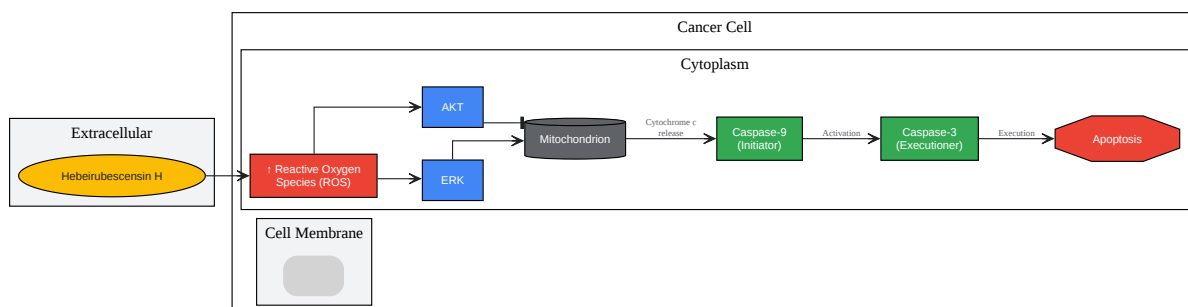 Cancer Cell
Cytoplasm
Extracellular
Hebeirubescensin H
↑ Reactive Oxygen
Species (ROS)
AKT
ERK
Mitochondrion
Cytochrome c
release
Caspase-9
(Initiator)
Activation
Caspase-3
(Executioner)
Execution
Apoptosis
Cell Membrane